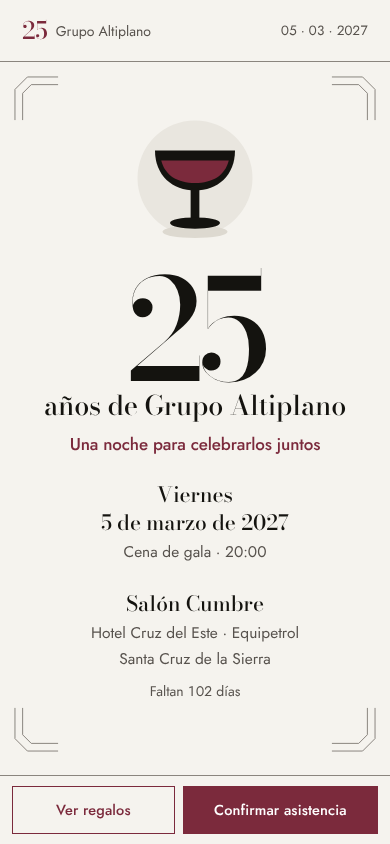 25 Grupo Altiplano
05 · 03 · 2027
25
años de Grupo Altiplano
Una noche para celebrarlos juntos
Viernes
5 de marzo de 2027
Cena de gala · 20:00
Salón Cumbre
Hotel Cruz del Este · Equipetrol
Santa Cruz de la Sierra
Faltan 102 días
Ver regalos
Confirmar asistencia